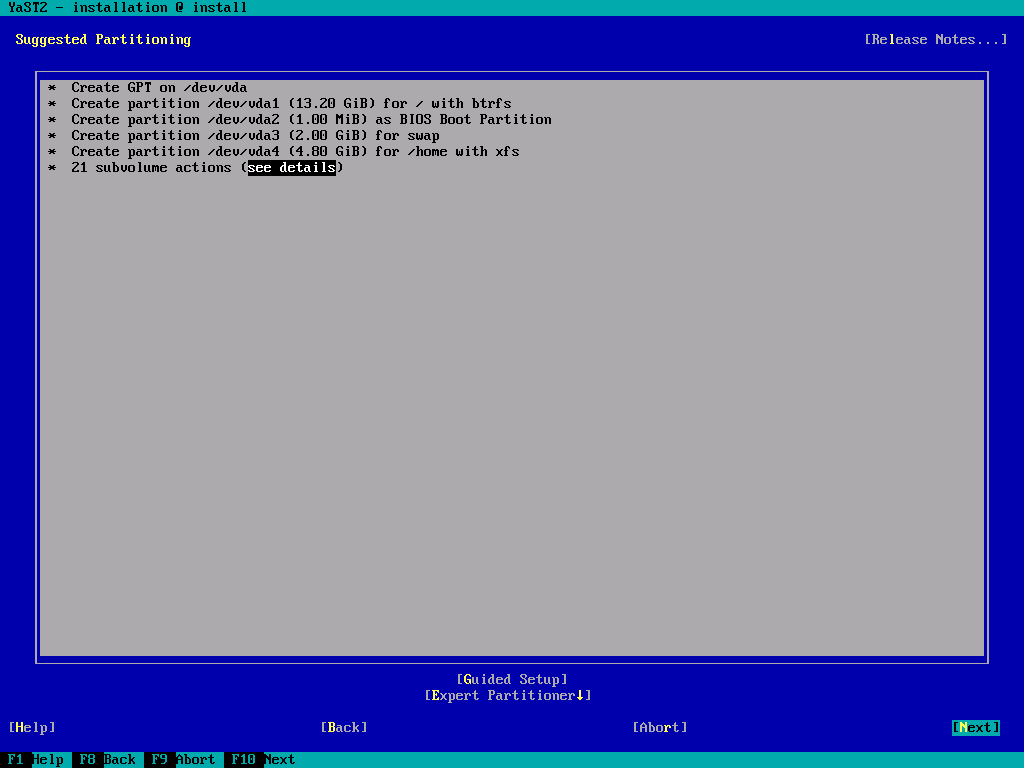 YaST2 - installation @ install
Suggested Partitioning [Release Notes...]
* Create GPT on /dev/vda
* Create partition /dev/vda1 (13.20 GiB) for / with btrfs
* Create partition /dev/vda2 (1.00 MiB) as BIOS Boot Partition
* Create partition /dev/vda3 (2.00 GiB) for swap
* Create partition /dev/vda4 (4.80 GiB) for /home with xfs
* 21 subvolume actions (see details)
[Guided Setup]
[Expert Partitioner↓]
[Help] [Back] [Abort] [Next]
F1 Help F8 Back F9 Abort F10 Next